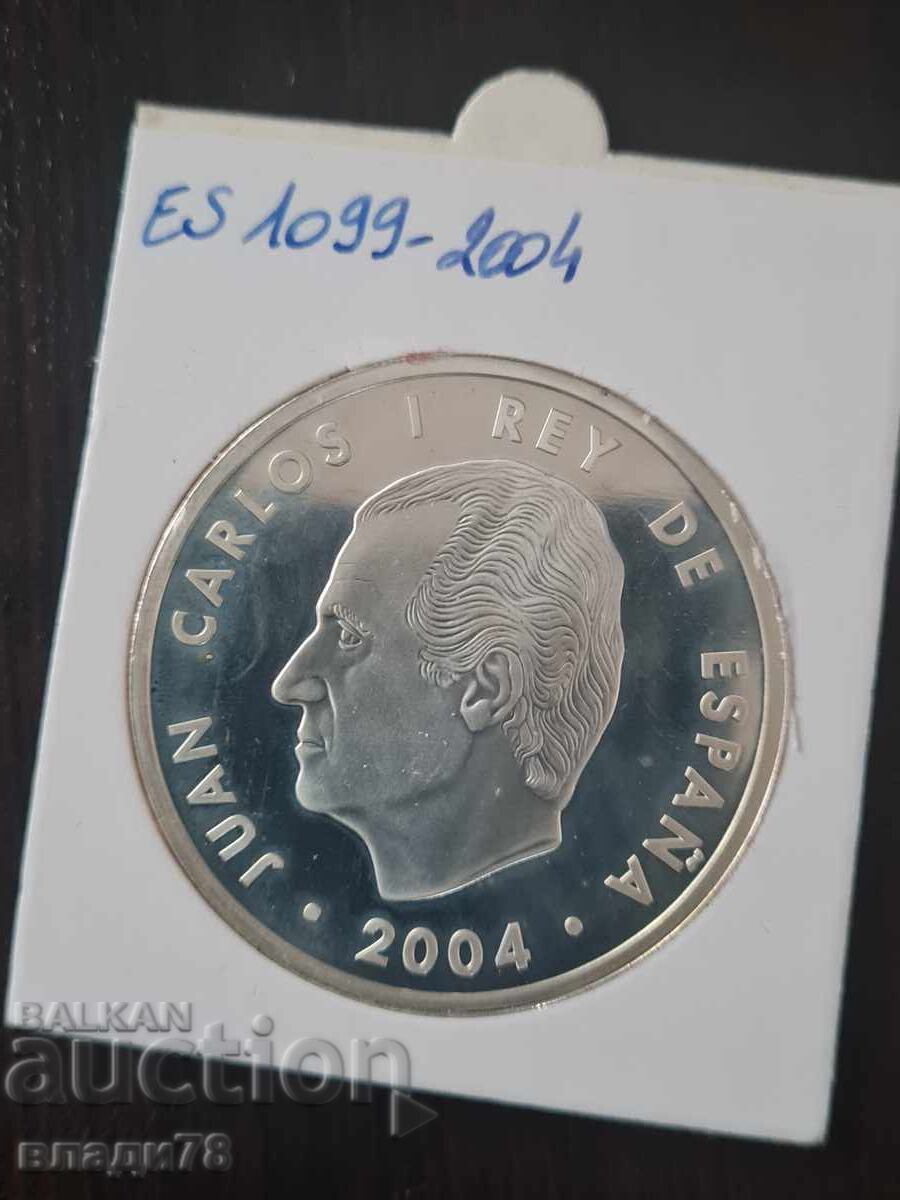 ES 1099-2004
JUAN CARLOS I REY DE ESPAÑA
• 2004 •
BALKAN
auction
влади78